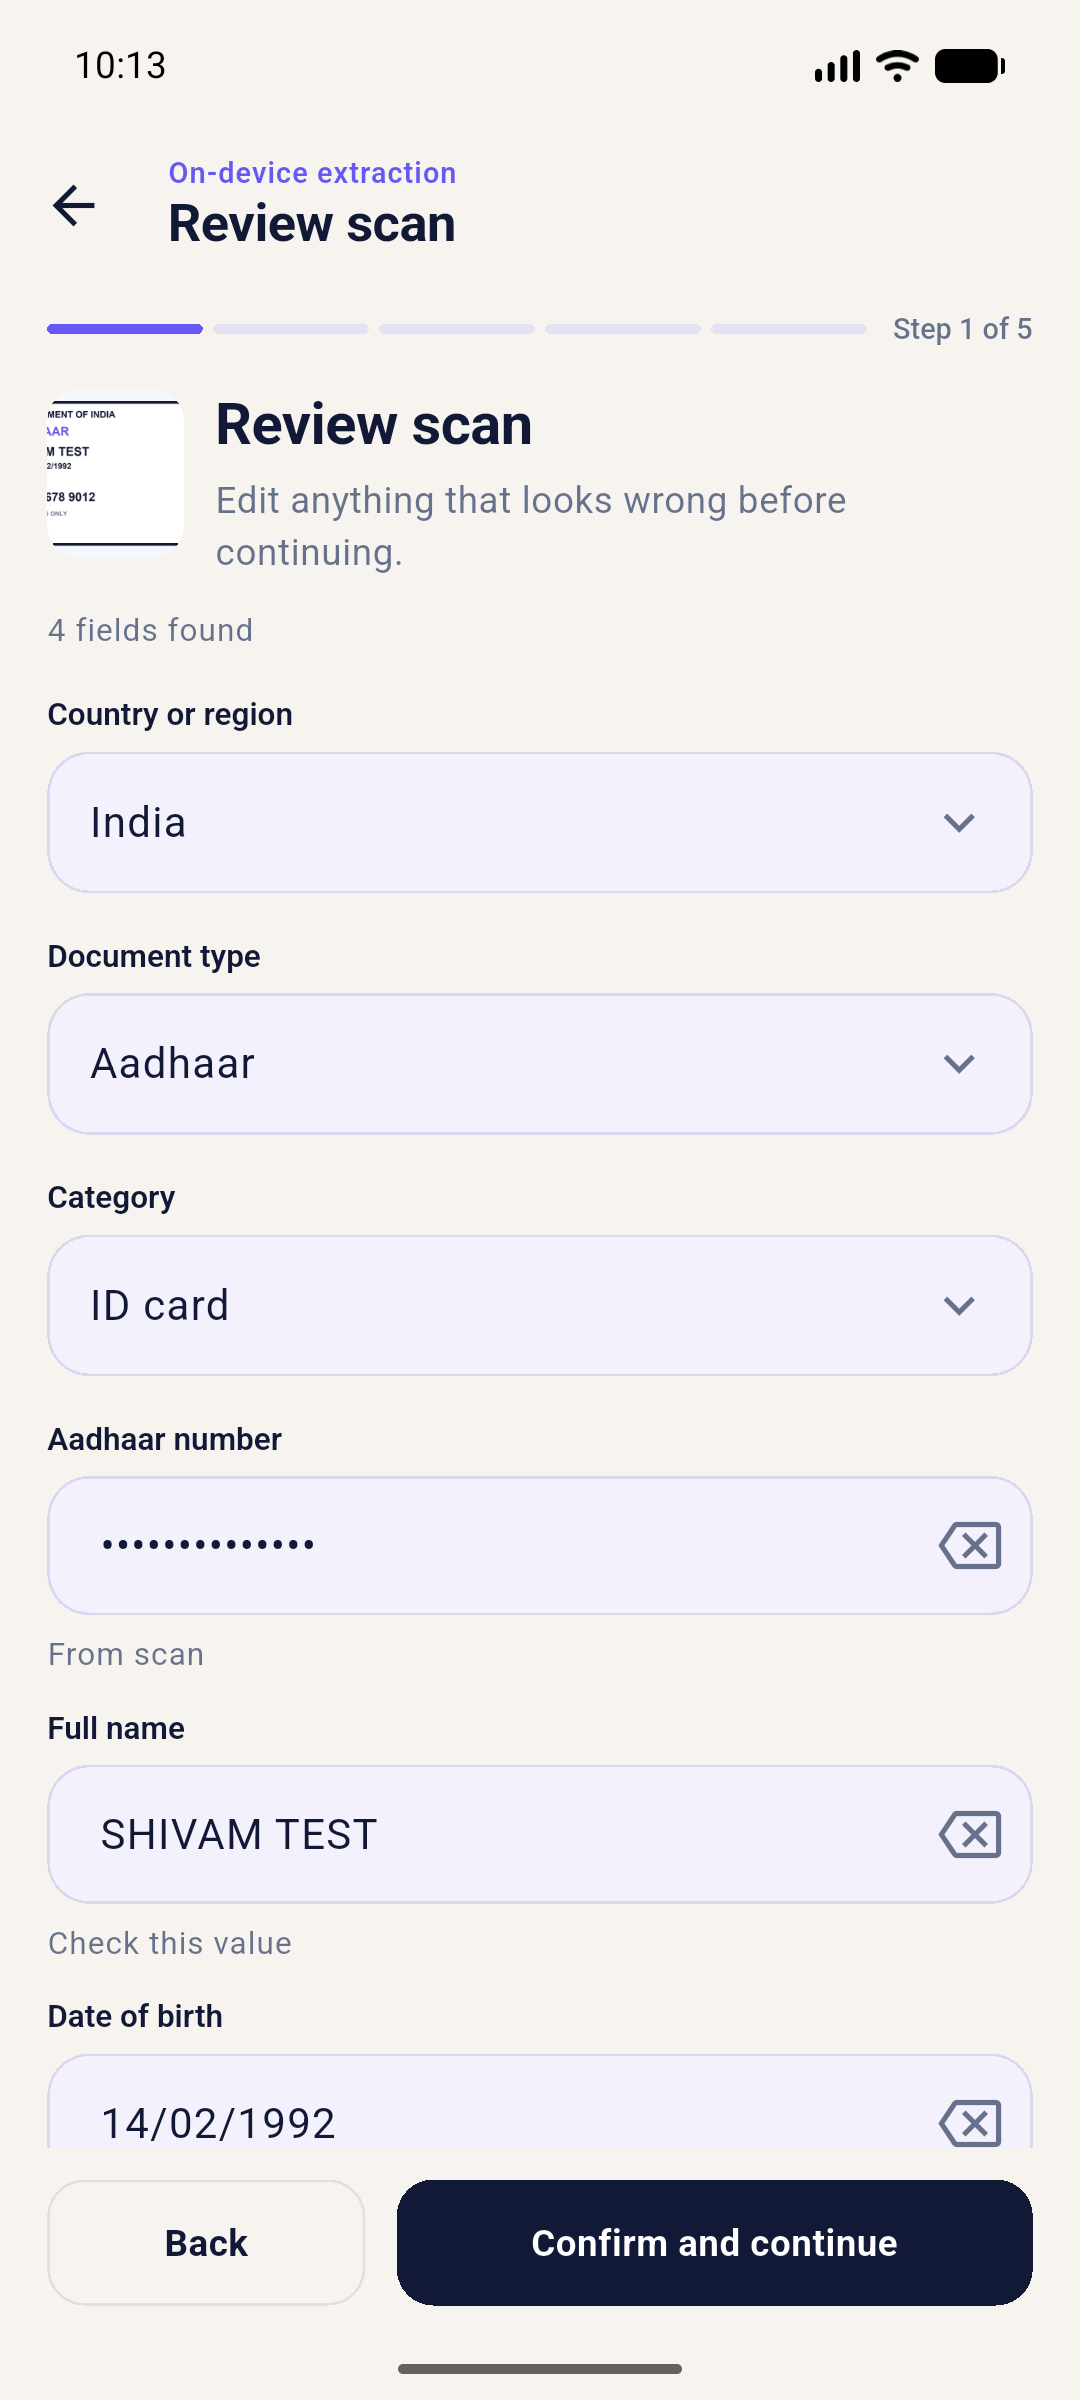 10:13
On-device extraction
Review scan
Step 1 of 5
MENT OF INDIA
AAR
M TEST
2/1992
678 9012
ONLY
Review scan
Edit anything that looks wrong before
continuing.
4 fields found
Country or region
India
Document type
Aadhaar
Category
ID card
Aadhaar number
••••••••••••••
From scan
Full name
SHIVAM TEST
Check this value
Date of birth
14/02/1992
Back
Confirm and continue